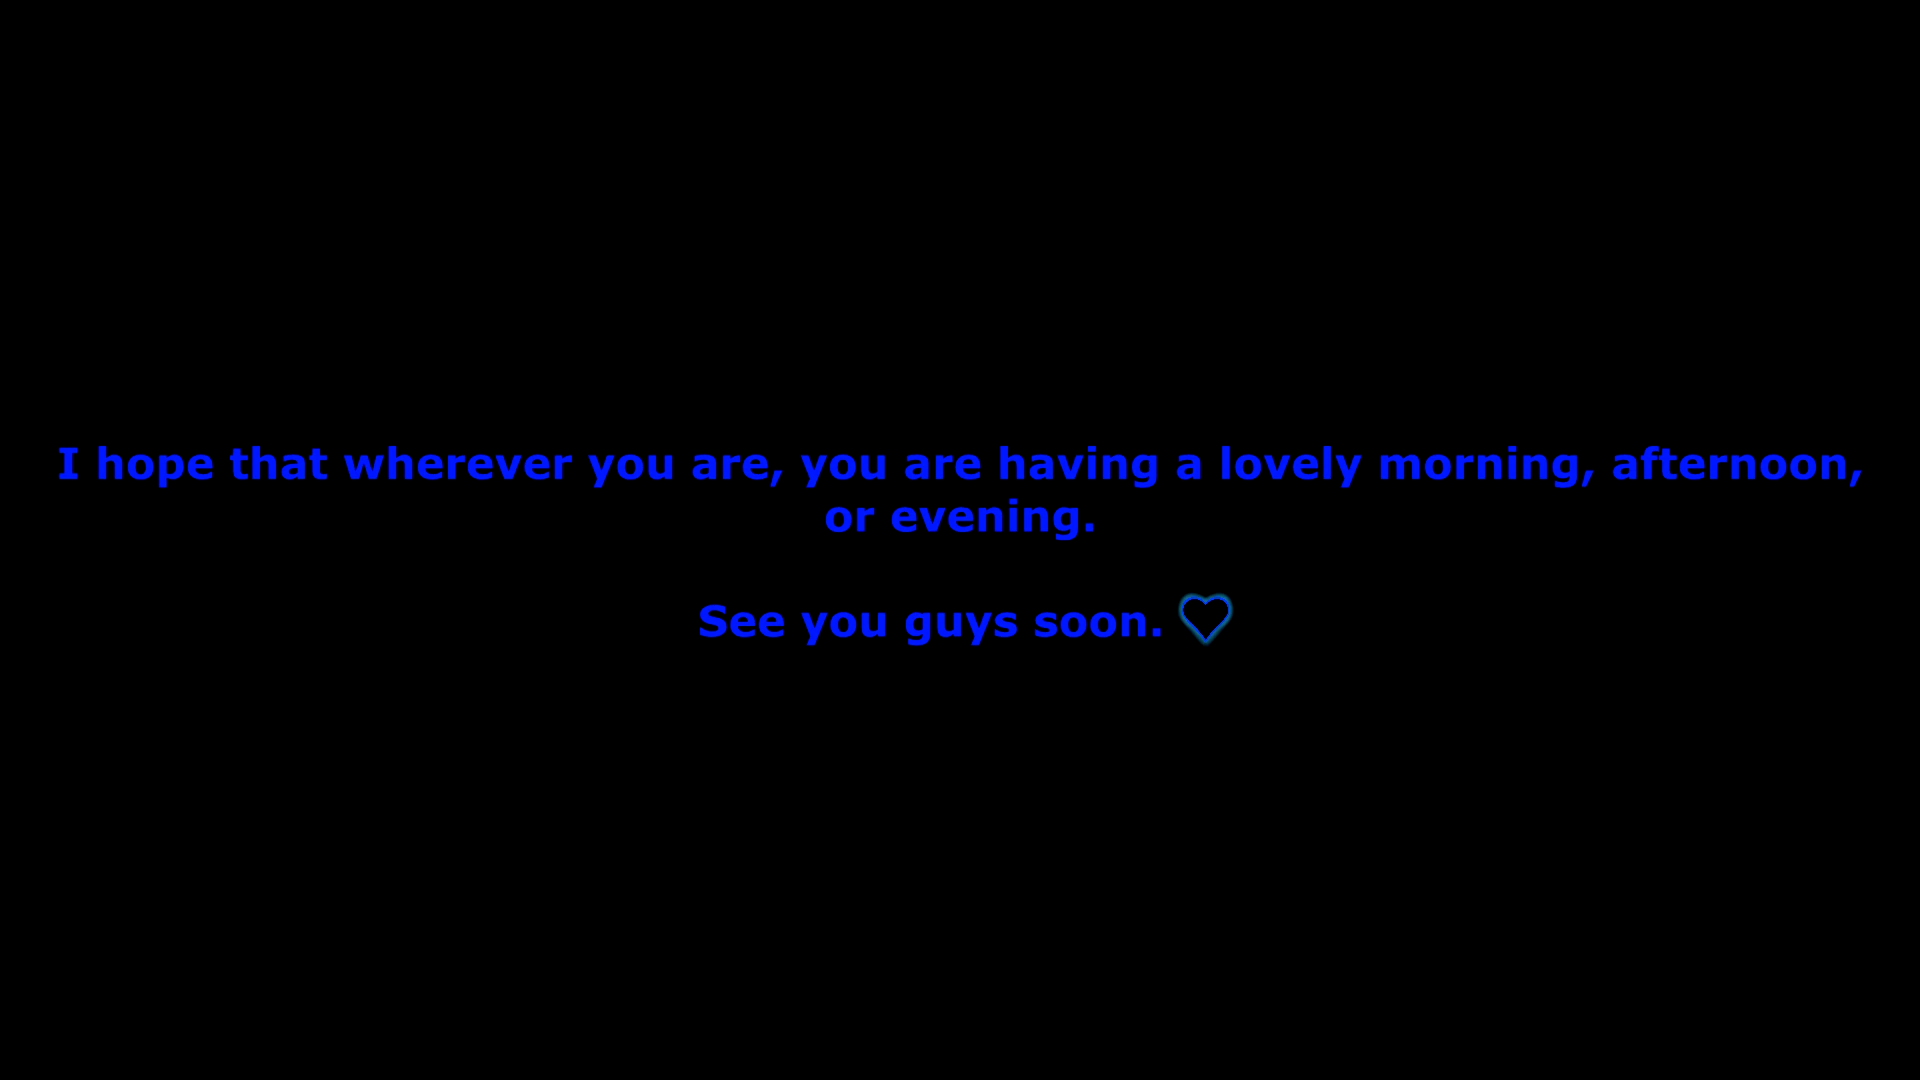 I hope that wherever you are, you are having a lovely morning, afternoon,
or evening.
See you guys soon.